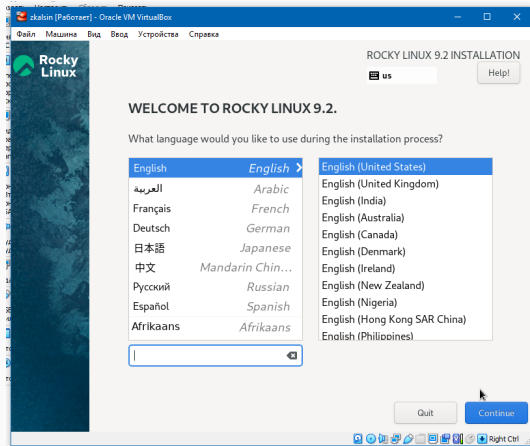 zkalsin [Работает] - Oracle VM VirtualBox
Файл Машина Вид Ввод Устройства Справка
Rocky Linux
ROCKY LINUX 9.2 INSTALLATION
us
Help!
WELCOME TO ROCKY LINUX 9.2.
What language would you like to use during the installation process?
English English
العربية Arabic
Français French
Deutsch German
日本語 Japanese
中文 Mandarin Chin...
Русский Russian
Español Spanish
Afrikaans Afrikaans
English (United States)
English (United Kingdom)
English (India)
English (Australia)
English (Canada)
English (Denmark)
English (Ireland)
English (New Zealand)
English (Nigeria)
English (Hong Kong SAR China)
English (Philippines)
Quit
Continue
Right Ctrl